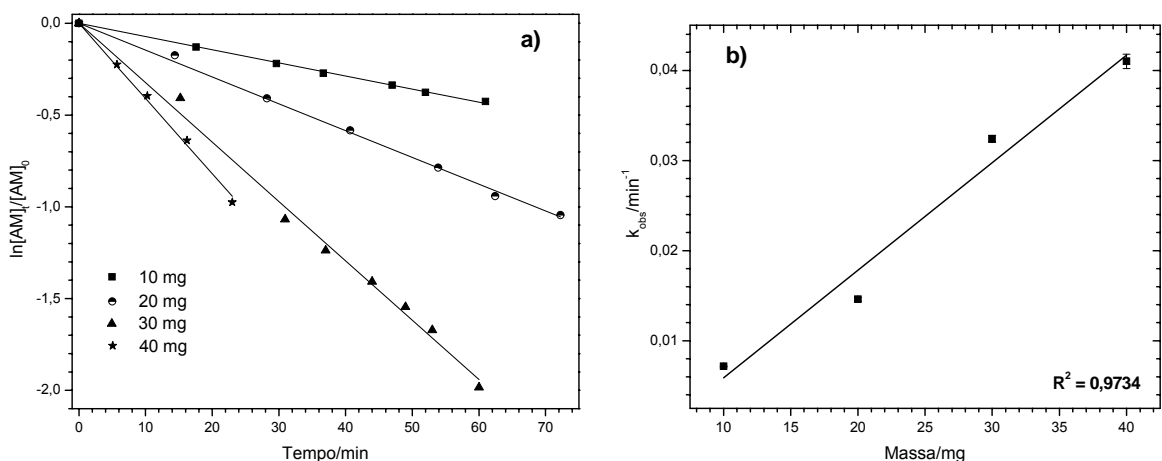 a)
0,0
-0,5
-1,0
-1,5
-2,0
ln[AM]t/[AM]0
10 mg
20 mg
30 mg
40 mg
0 10 20 30 40 50 60 70
Tempo/min
b)
0,04
0,03
0,02
0,01
kobs/min-1
R² = 0,9734
10 15 20 25 30 35 40
Massa/mg